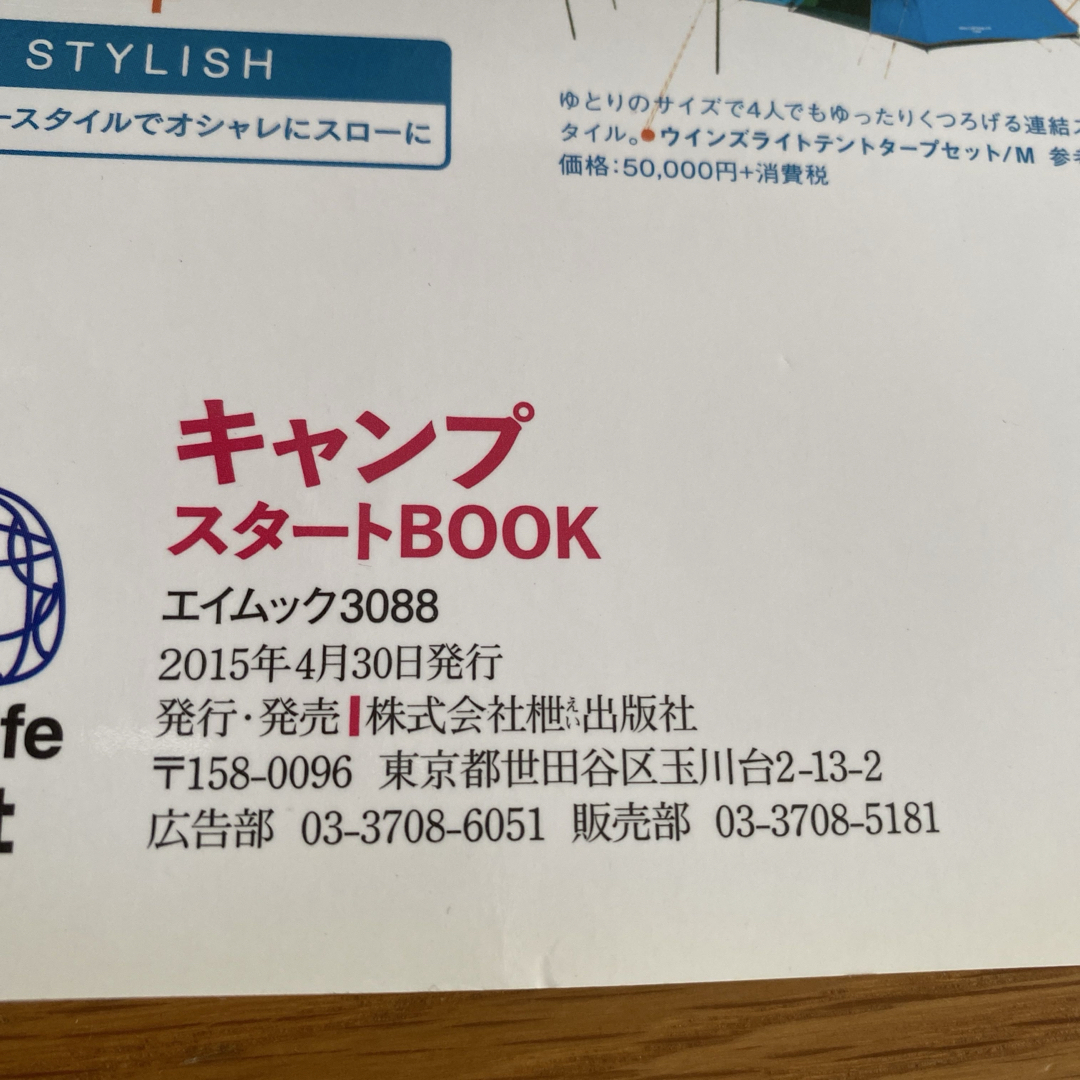 STYLISH
ースタイルでオシャレにスローに
ゆとりのサイズで4人でもゆったりくつろげる連結ス
タイル。●ウインズライトテントタープセット/M 参考
価格:50,000円+消費税
キャンプ
スタートBOOK
エイムック3088
2015年4月30日発行
発行・発売 株式会社枻えい出版社
〒158-0096 東京都世田谷区玉川台2-13-2
広告部 03-3708-6051 販売部 03-3708-5181
fe
t